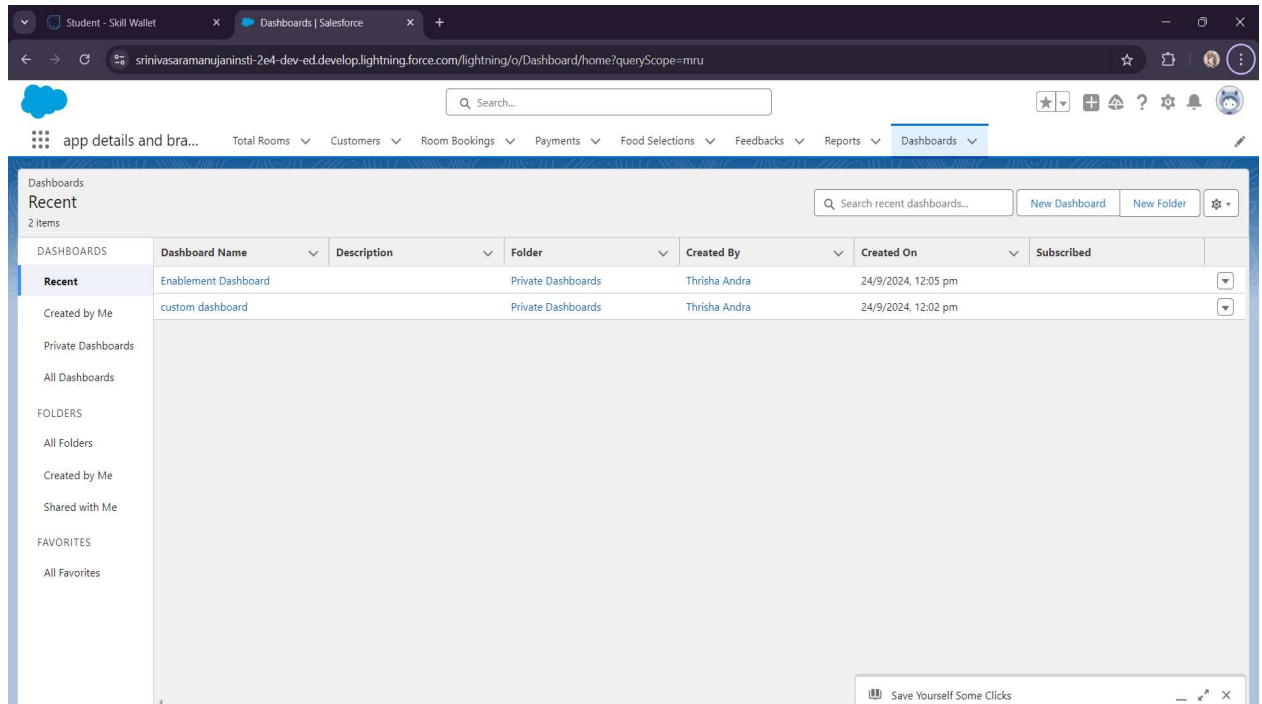 Student - Skill Wallet
Dashboards | Salesforce
srinivasaramanujaninsti-2e4-dev-ed.develop.lightning.force.com/lightning/o/Dashboard/home?queryScope=mru
Search...
app details and bra... Total Rooms Customers Room Bookings Payments Food Selections Feedbacks Reports Dashboards
Dashboards
Recent
2 items
Search recent dashboards...
New Dashboard
New Folder
DASHBOARDS Dashboard Name Description Folder Created By Created On Subscribed
Recent Enablement Dashboard Private Dashboards Thrisha Andra 24/9/2024, 12:05 pm
Created by Me custom dashboard Private Dashboards Thrisha Andra 24/9/2024, 12:02 pm
Private Dashboards
All Dashboards
FOLDERS
All Folders
Created by Me
Shared with Me
FAVORITES
All Favorites
Save Yourself Some Clicks